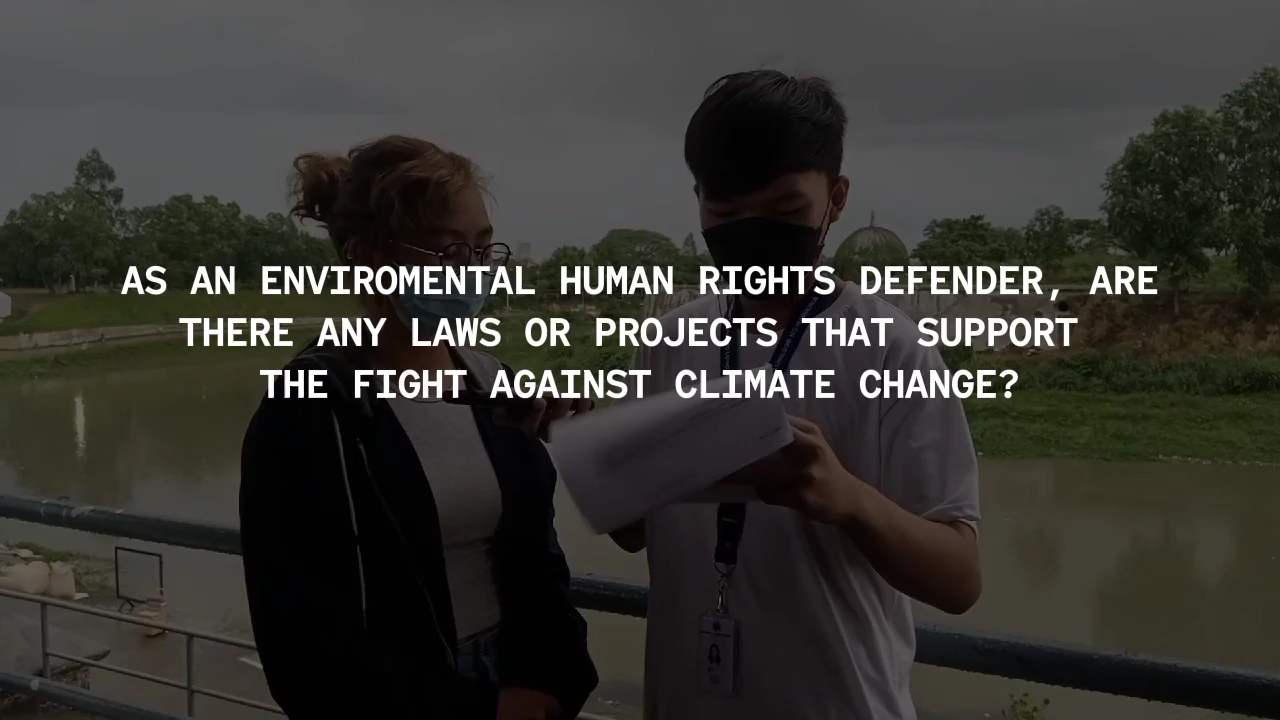 AS AN ENVIROMENTAL HUMAN RIGHTS DEFENDER, ARE
THERE ANY LAWS OR PROJECTS THAT SUPPORT
THE FIGHT AGAINST CLIMATE CHANGE?